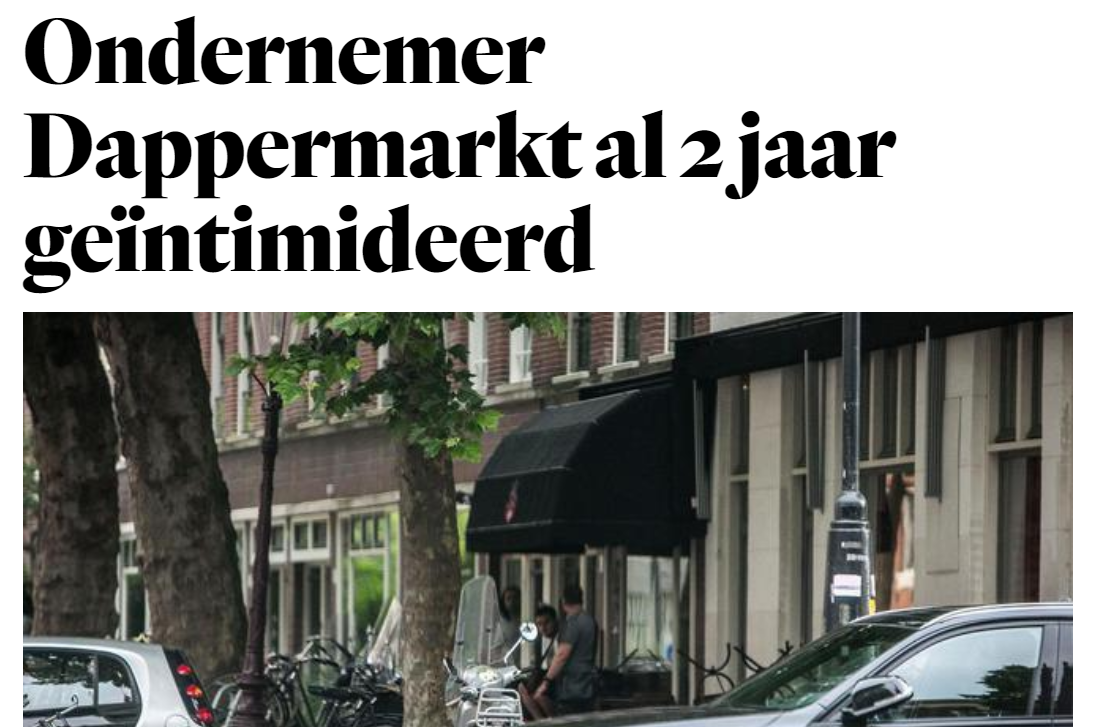 Ondernemer
Dappermarkt al 2 jaar
geïntimideerd